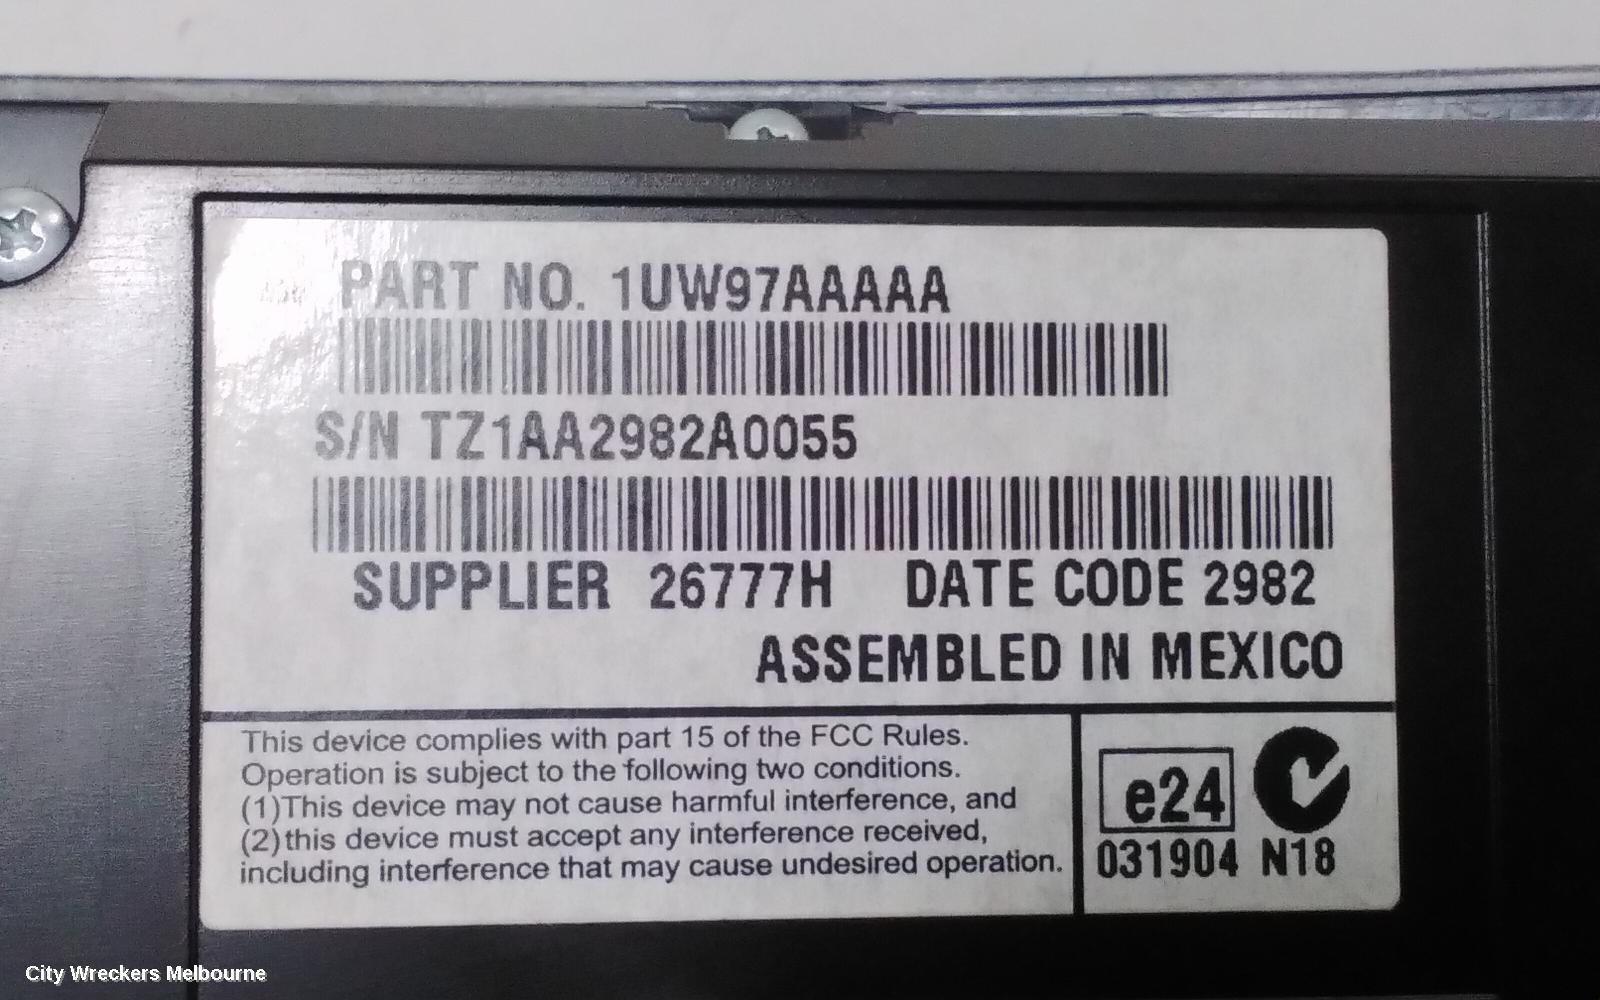 PART NO. 1UW97AAAAA
S/N TZ1AA2982A0055
SUPPLIER 26777H DATE CODE 2982
ASSEMBLED IN MEXICO
This device complies with part 15 of the FCC Rules.
Operation is subject to the following two conditions.
(1)This device may not cause harmful interference, and
(2)this device must accept any interference received,
including interference that may cause undesired operation.
e24
031904 N18
City Wreckers Melbourne